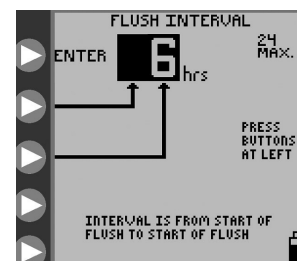 FLUSH INTERVAL
ENTER 6 hrs
24 MAX.
PRESS
BUTTONS
AT LEFT
INTERVAL IS FROM START OF
FLUSH TO START OF FLUSH